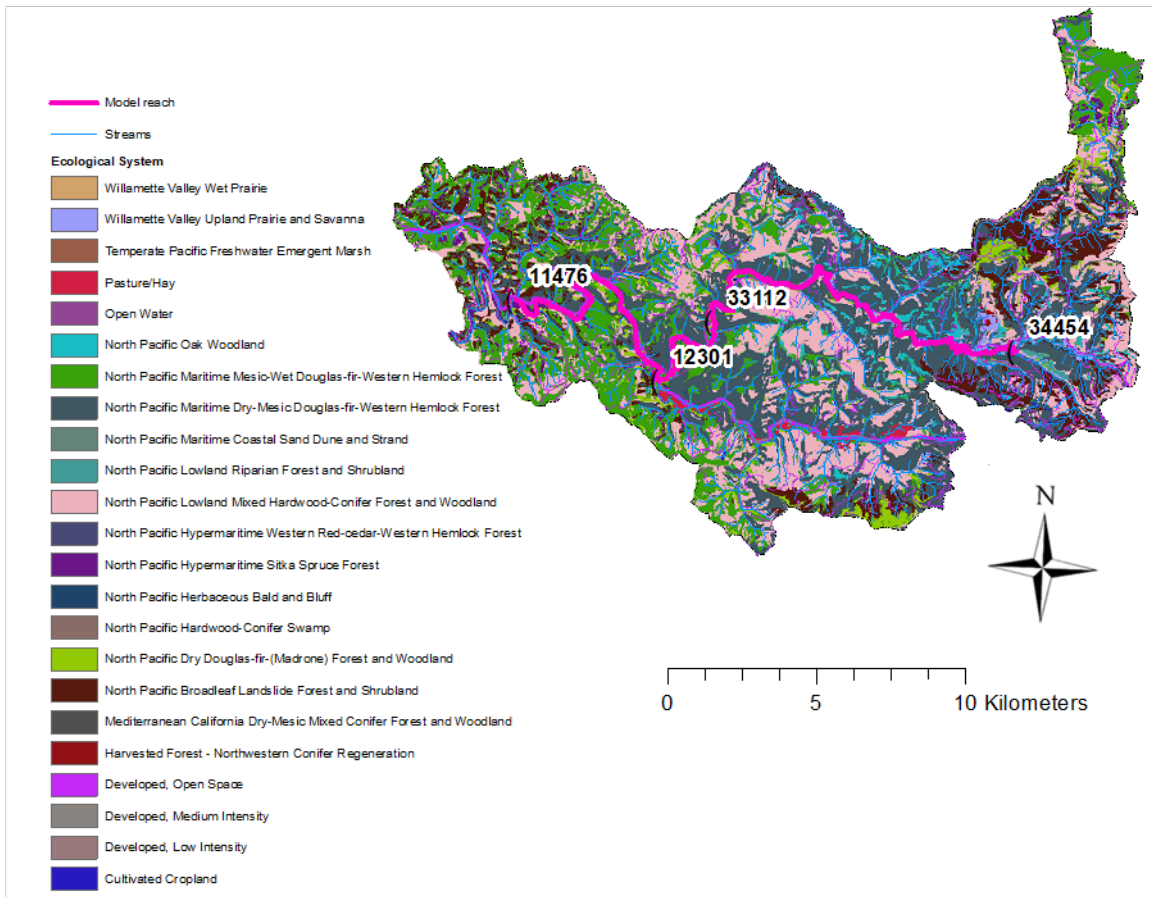 Model reach
Streams
Ecological System
Willamette Valley Wet Prairie
Willamette Valley Upland Prairie and Savanna
Temperate Pacific Freshwater Emergent Marsh
Pasture/Hay
Open Water
North Pacific Oak Woodland
North Pacific Maritime Mesic-Wet Douglas-fir-Western Hemlock Forest
North Pacific Maritime Dry-Mesic Douglas-fir-Western Hemlock Forest
North Pacific Maritime Coastal Sand Dune and Strand
North Pacific Lowland Riparian Forest and Shrubland
North Pacific Lowland Mixed Hardwood-Conifer Forest and Woodland
North Pacific Hypermaritime Western Red-cedar-Western Hemlock Forest
North Pacific Hypermaritime Sitka Spruce Forest
North Pacific Herbaceous Bald and Bluff
North Pacific Hardwood-Conifer Swamp
North Pacific Dry Douglas-fir-(Madrone) Forest and Woodland
North Pacific Broadleaf Landslide Forest and Shrubland
Mediterranean California Dry-Mesic Mixed Conifer Forest and Woodland
Harvested Forest - Northwestern Conifer Regeneration
Developed, Open Space
Developed, Medium Intensity
Developed, Low Intensity
Cultivated Cropland
11476
33112
12301
34454
N
0 5 10 Kilometers